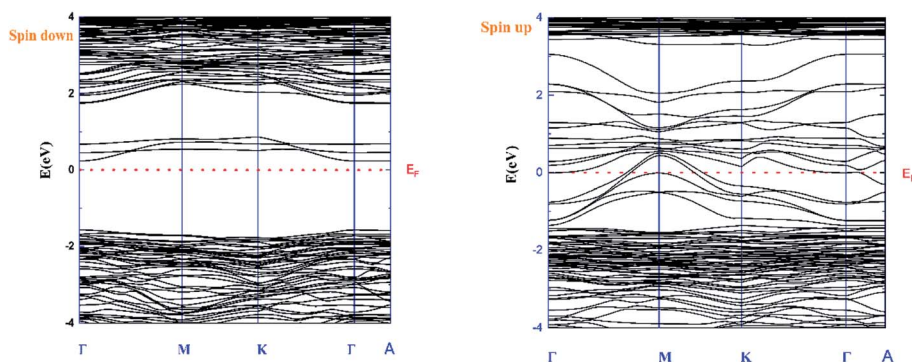 Spin down
E(eV)
4
2
0
-2
-4
E_F
Γ M K Γ A
Spin up
E(eV)
4
2
0
-2
-4
E_F
Γ M K Γ A